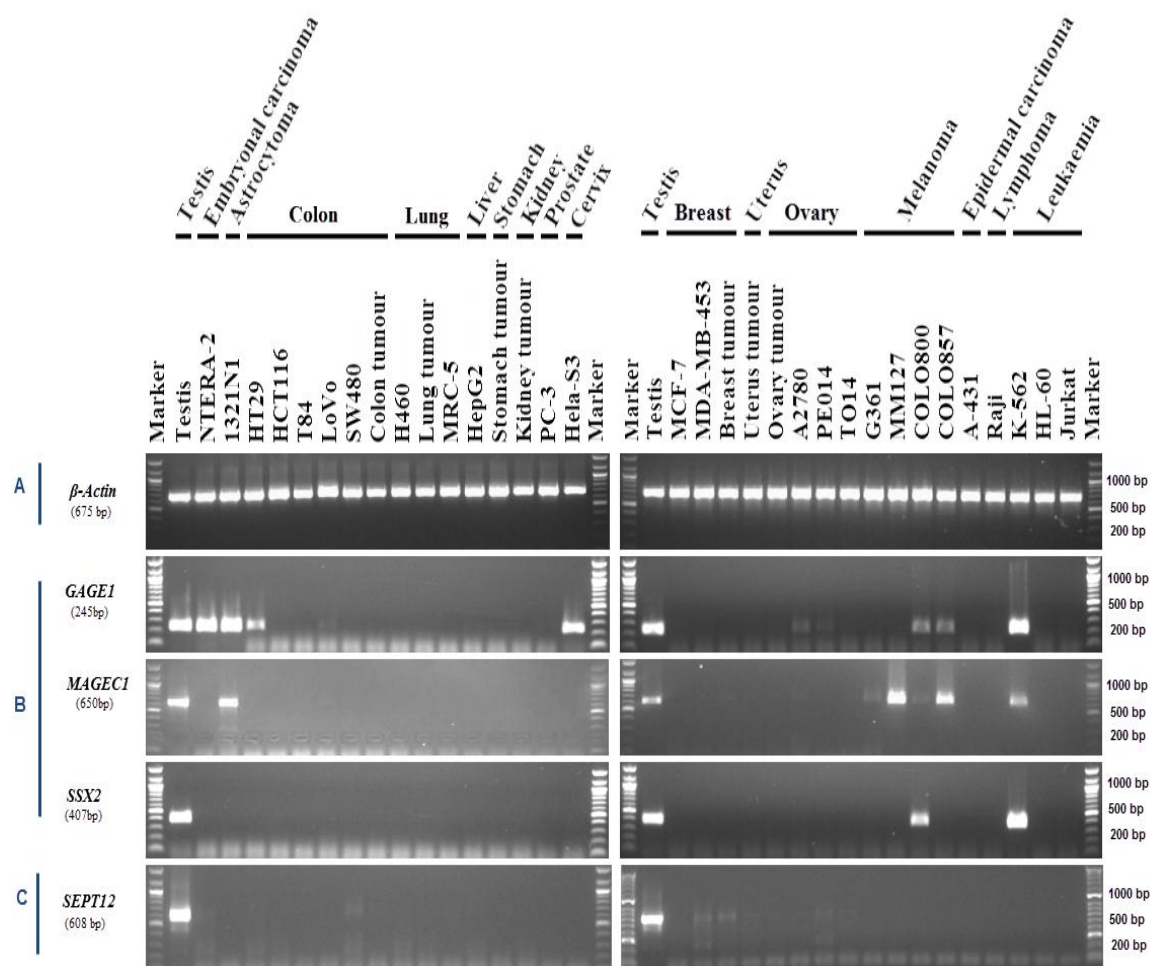 Testis
Embryonal carcinoma
Astrocytoma
Colon
Lung
Liver
Stomach
Kidney
Prostate
Cervix
Testis
Breast
Uterus
Ovary
Melanoma
Epidermal carcinoma
Lymphoma
Leukaemia
Marker
Testis
NTERA-2
1321N1
HT29
HCT116
T84
LoVo
SW480
Colon tumour
H460
Lung tumour
MRC-5
HepG2
Stomach tumour
Kidney tumour
PC-3
Hela-S3
Marker
Marker
Testis
MCF-7
MDA-MB-453
Breast tumour
Uterus tumour
Ovary tumour
A2780
PE014
TO14
G361
MM127
COLO800
COLO857
A-431
Raji
K-562
HL-60
Jurkat
Marker
A
β-Actin
(675 bp)
1000 bp
500 bp
200 bp
B
GAGE1
(245bp)
1000 bp
500 bp
200 bp
MAGEC1
(650bp)
1000 bp
500 bp
200 bp
SSX2
(407bp)
1000 bp
500 bp
200 bp
C
SEPT12
(608 bp)
1000 bp
500 bp
200 bp